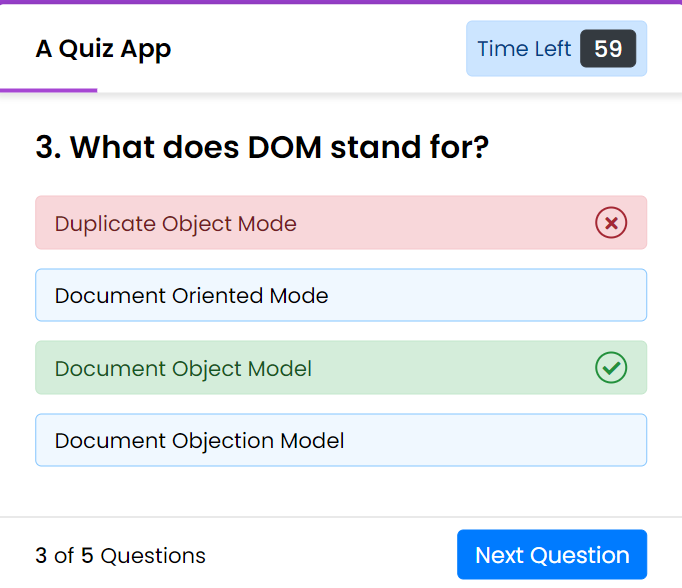 A Quiz App
Time Left 59
3. What does DOM stand for?
Duplicate Object Mode
Document Oriented Mode
Document Object Model
Document Objection Model
3 of 5 Questions
Next Question